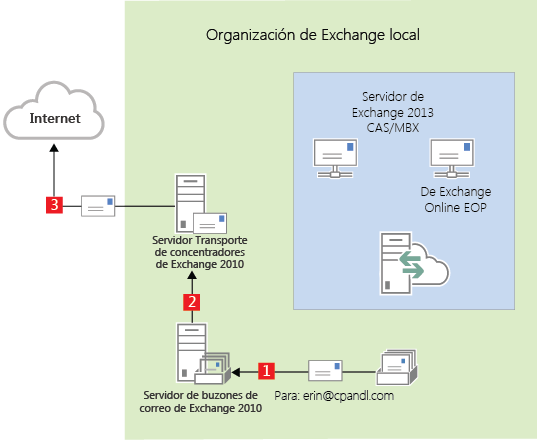 Organización de Exchange local
Servidor de
Exchange 2013
CAS/MBX
Internet
De Exchange
Online EOP
3
Servidor Transporte
de concentradores
de Exchange 2010
2
1
Servidor de buzones de
correo de Exchange 2010
Para: erin@cpandl.com